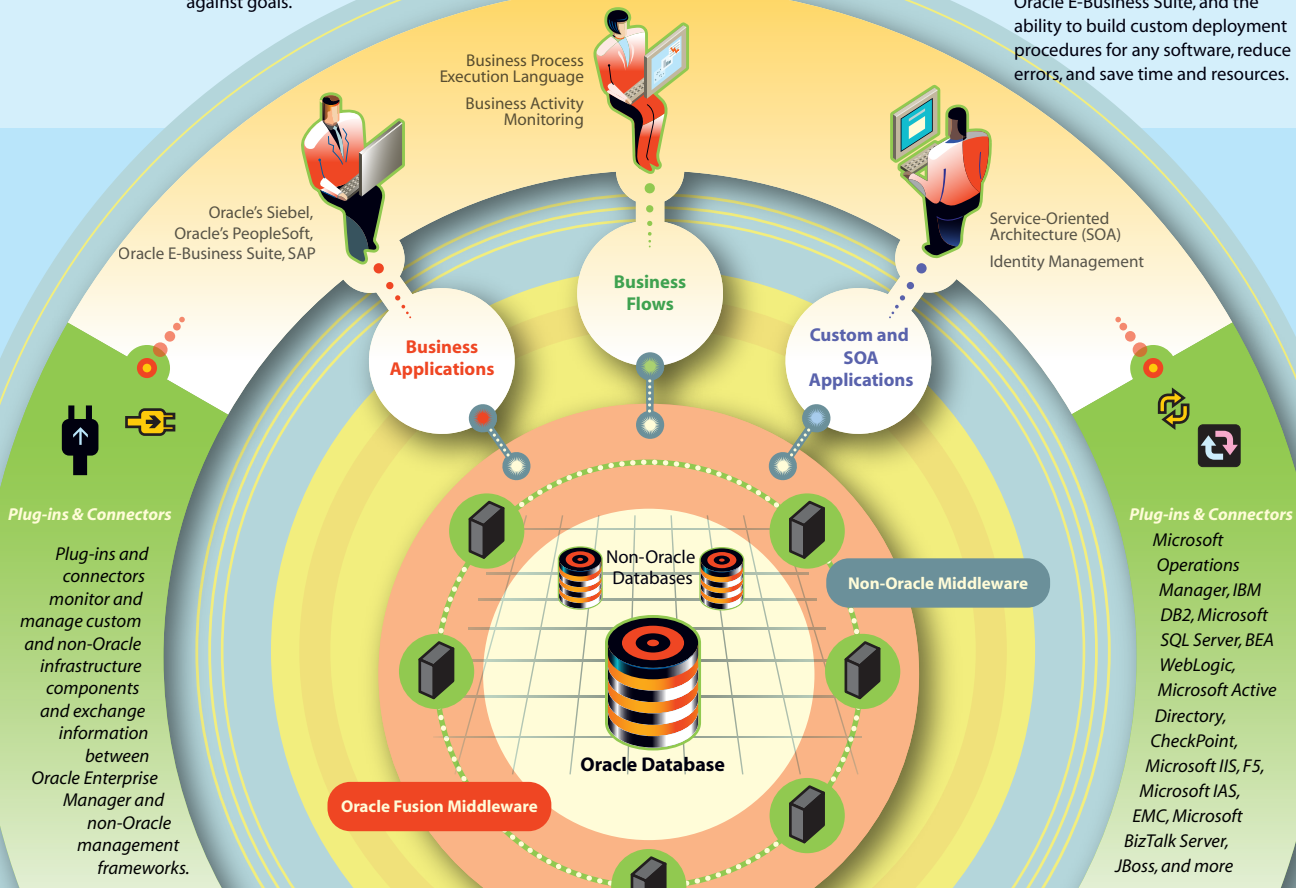 against goals.
Oracle E-Business Suite, and the
ability to build custom deployment
procedures for any software, reduce
errors, and save time and resources.
Business Process
Execution Language
Business Activity
Monitoring
Oracle's Siebel,
Oracle's PeopleSoft,
Oracle E-Business Suite, SAP
Service-Oriented
Architecture (SOA)
Identity Management
Business
Flows
Business
Applications
Custom and
SOA
Applications
Plug-ins & Connectors
Plug-ins and
connectors
monitor and
manage custom
and non-Oracle
infrastructure
components
and exchange
information
between
Oracle Enterprise
Manager and
non-Oracle
management
frameworks.
Non-Oracle
Databases
Non-Oracle Middleware
Oracle Database
Oracle Fusion Middleware
Plug-ins & Connectors
Microsoft
Operations
Manager, IBM
DB2, Microsoft
SQL Server, BEA
WebLogic,
Microsoft Active
Directory,
CheckPoint,
Microsoft IIS, F5,
Microsoft IAS,
EMC, Microsoft
BizTalk Server,
JBoss, and more